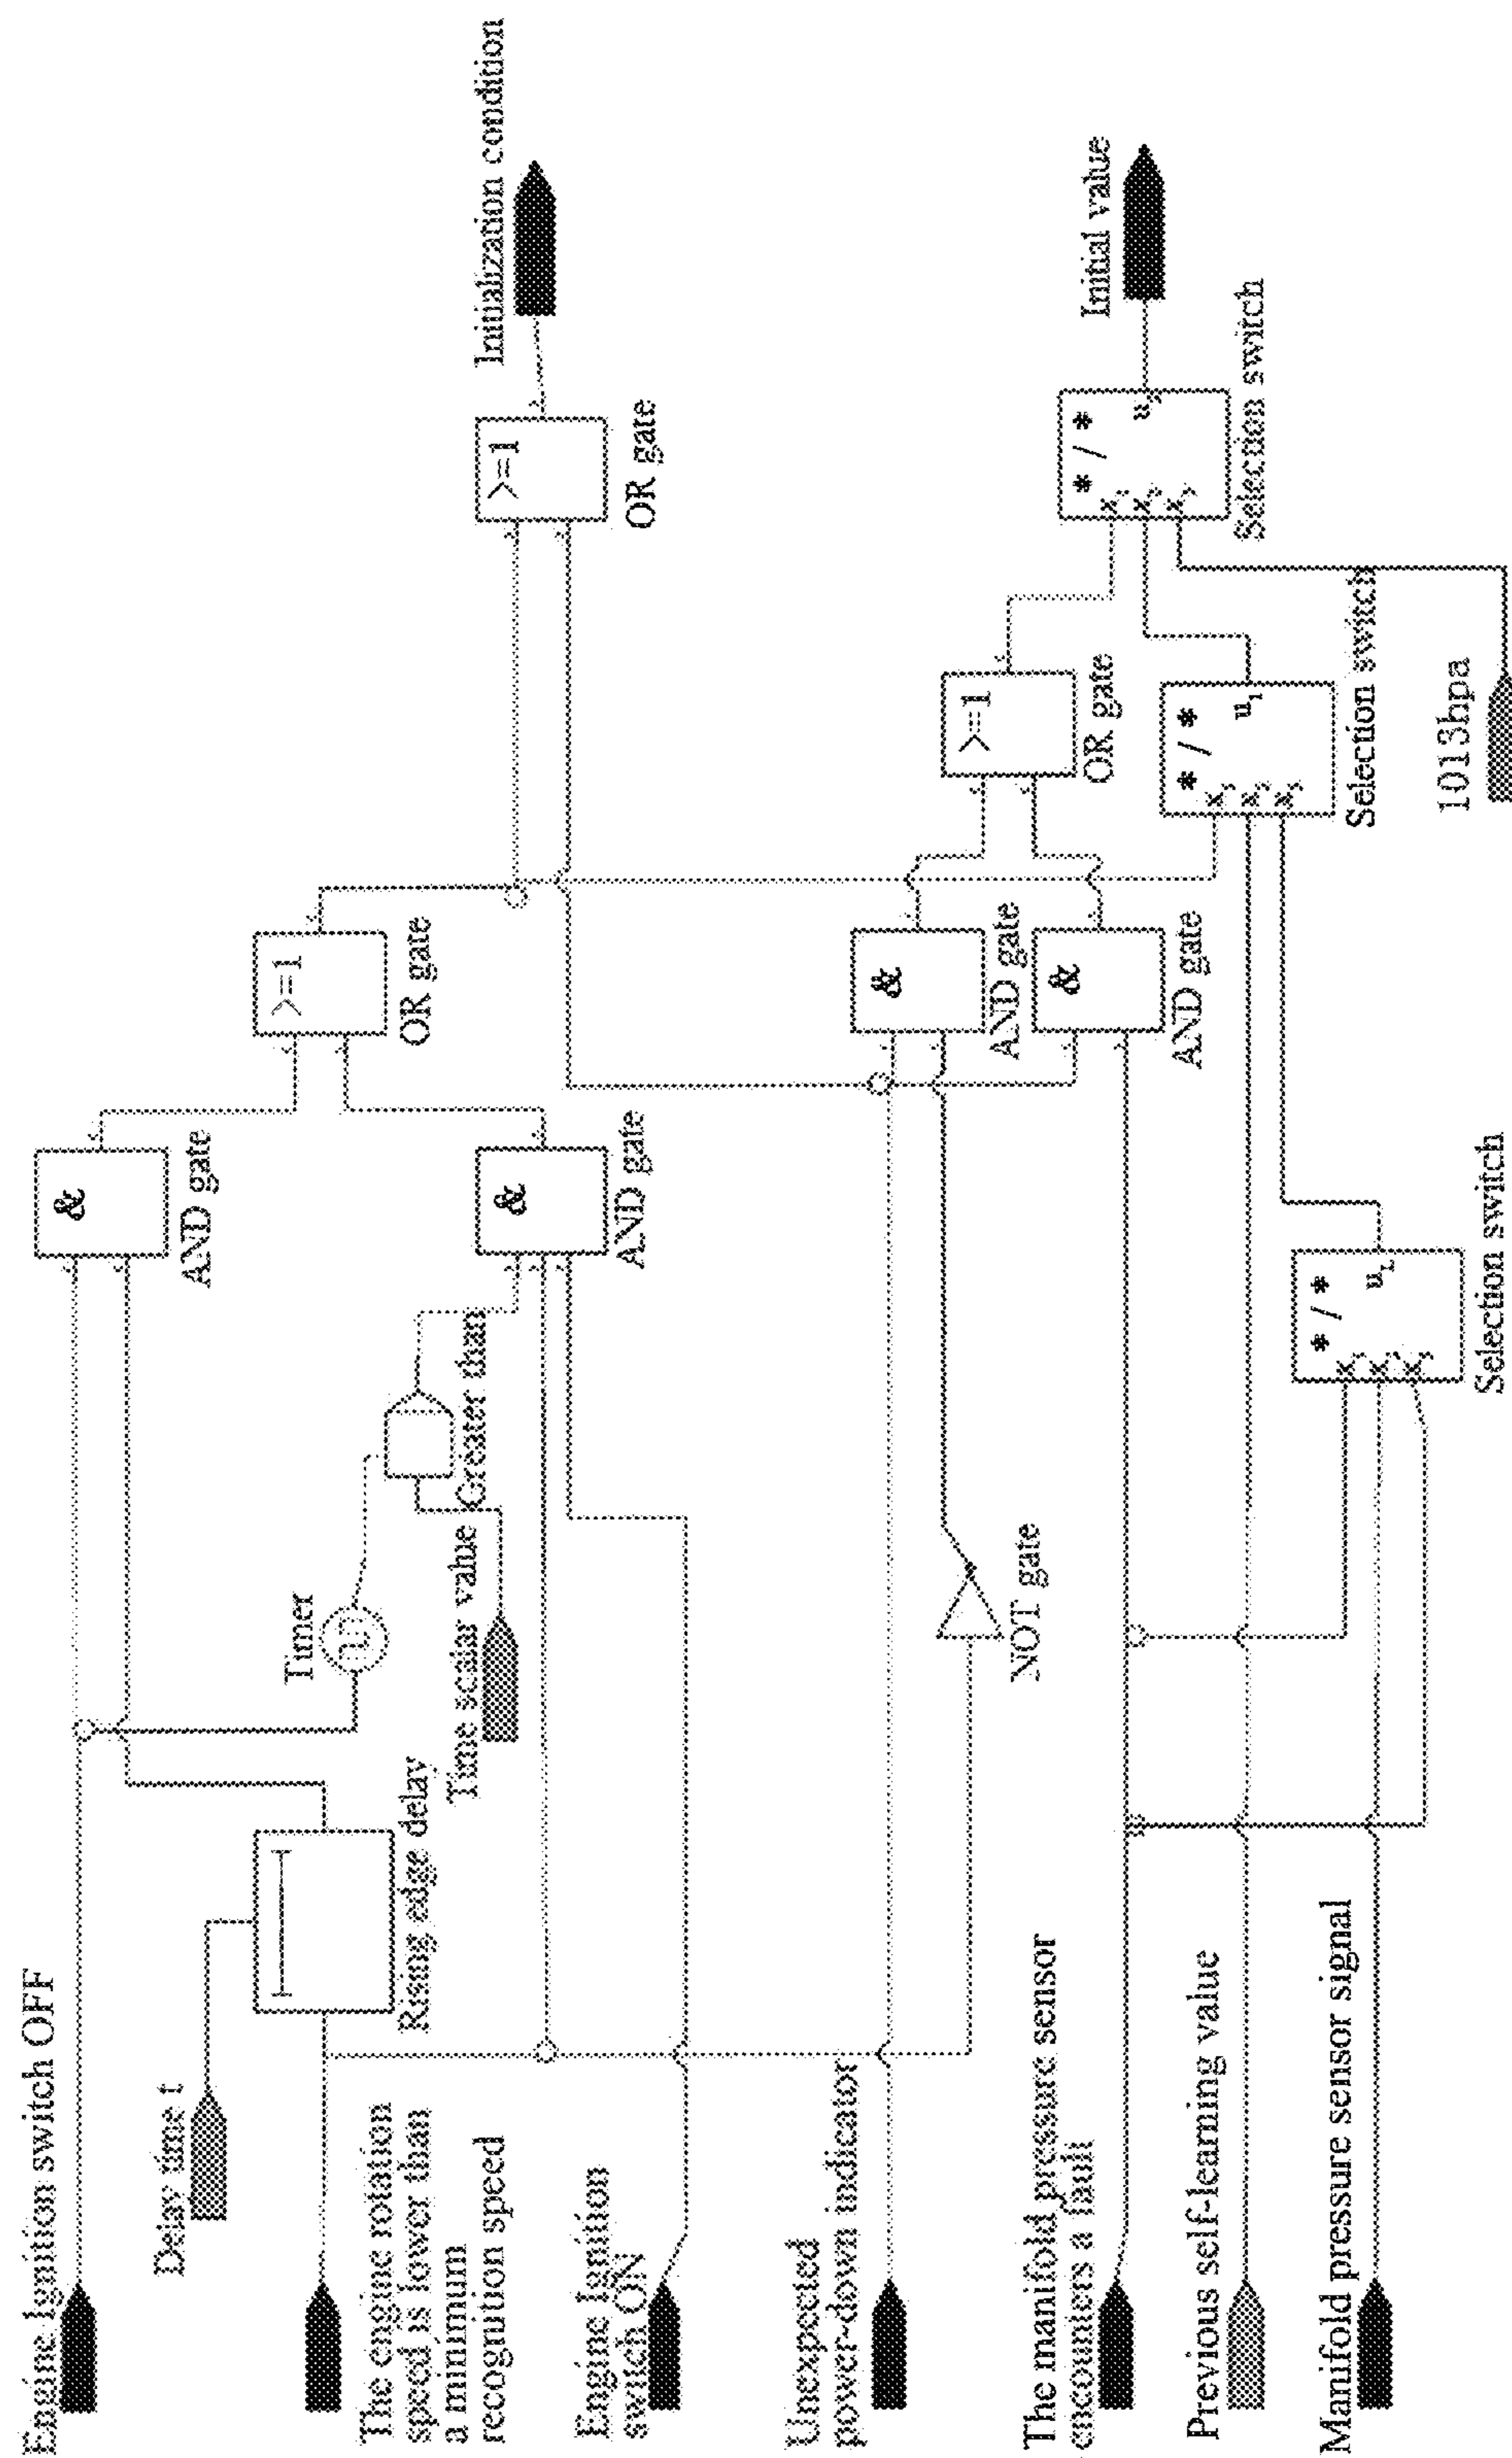 Engine Ignition switch OFF
Delay time t
The engine rotation
speed is lower than
a minimum
recognition speed
Engine Ignition
switch ON
Unexpected
power-down indicator
The manifold pressure sensor
encounters a fault
Previous self-learning value
Manifold pressure sensor signal
Rising edge delay
Timer
Time scalar value
Greater than
NOT gate
&
AND gate
&
AND gate
>=1
OR gate
&
AND gate
&
AND gate
* / *
Selection switch
>=1
OR gate
* / *
u1
Selection switch
1013hpa
>=1
OR gate
* / *
Selection switch
Initialization condition
Initial value